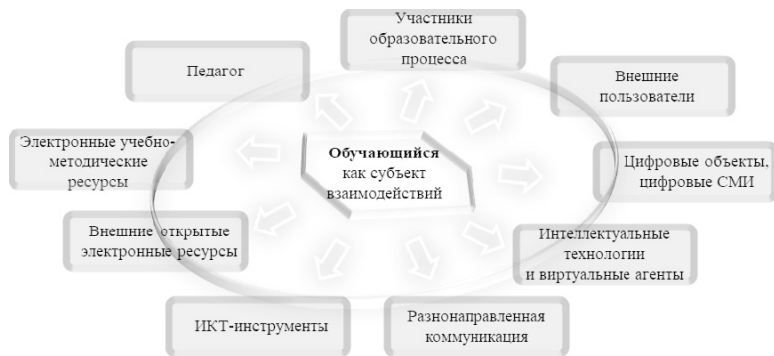 Участники
образовательного
процесса
Педагог
Внешние
пользователи
Электронные учебно-
методические
ресурсы
Обучающийся
как субъект
взаимодействий
Цифровые объекты,
цифровые СМИ
Внешние открытые
электронные ресурсы
Интеллектуальные
технологии
и виртуальные агенты
ИКТ-инструменты
Разнонаправленная
коммуникация